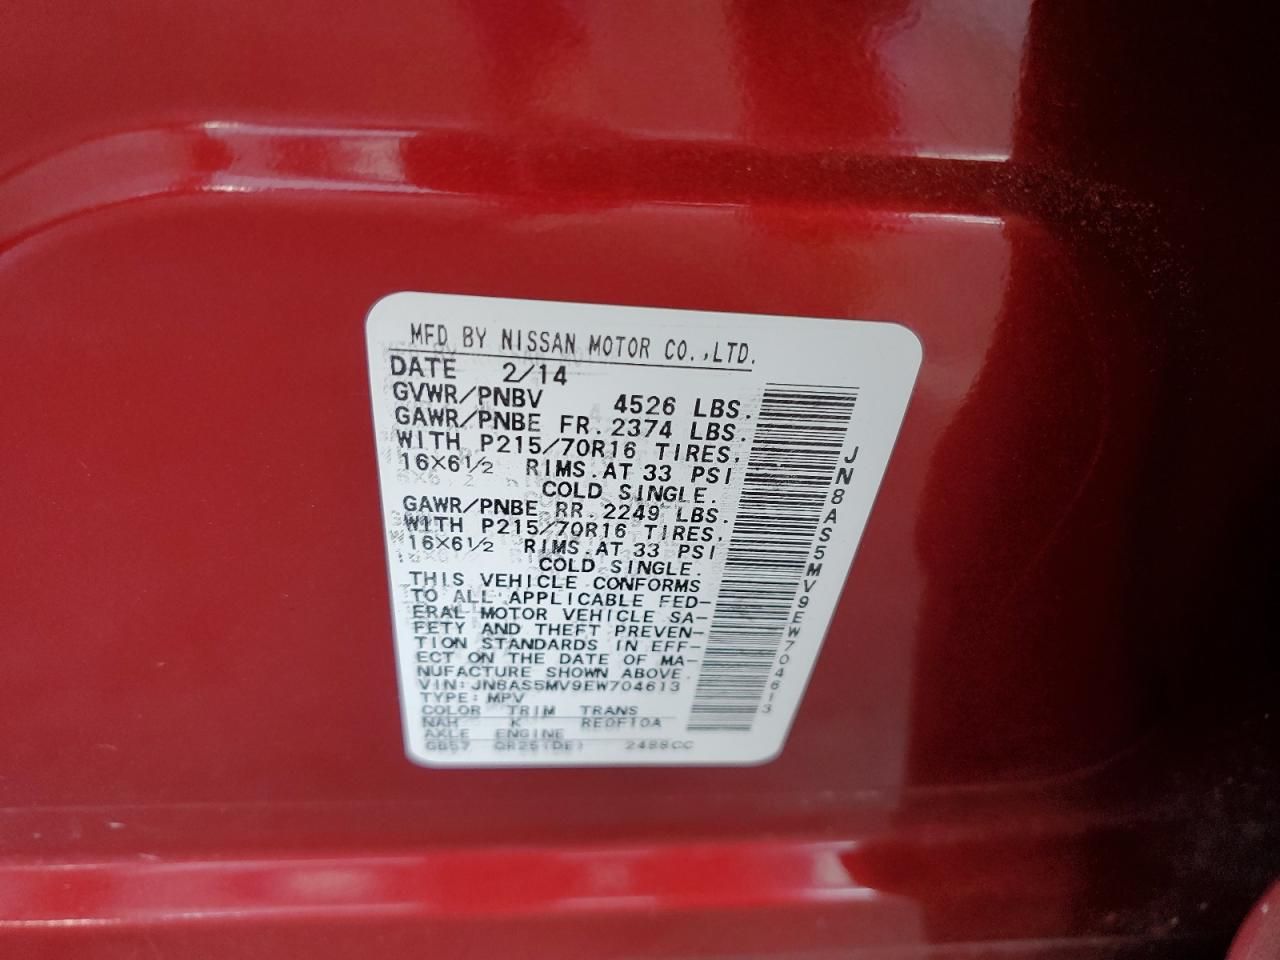 MFD BY NISSAN MOTOR CO.,LTD.
DATE 2/14
GVWR/PNBV 4526 LBS.
GAWR/PNBE FR. 2374 LBS.
WITH P215/70R16 TIRES,
16X6½ RIMS.AT 33 PSI
COLD SINGLE.
GAWR/PNBE RR. 2249 LBS.
WITH P215/70R16 TIRES,
16X6½ RIMS.AT 33 PSI
COLD SINGLE.
THIS VEHICLE CONFORMS
TO ALL APPLICABLE FED-
ERAL MOTOR VEHICLE SA-
FETY AND THEFT PREVEN-
TION STANDARDS IN EFF-
ECT ON THE DATE OF MA-
NUFACTURE SHOWN ABOVE.
VIN:JN8AS5MV9EW704613
TYPE: MPV
COLOR TRIM TRANS
NAH K RE0F10A
AXLE ENGINE
GB57 QR25(DE) 2488CC
JN8AS5MV9EW704613